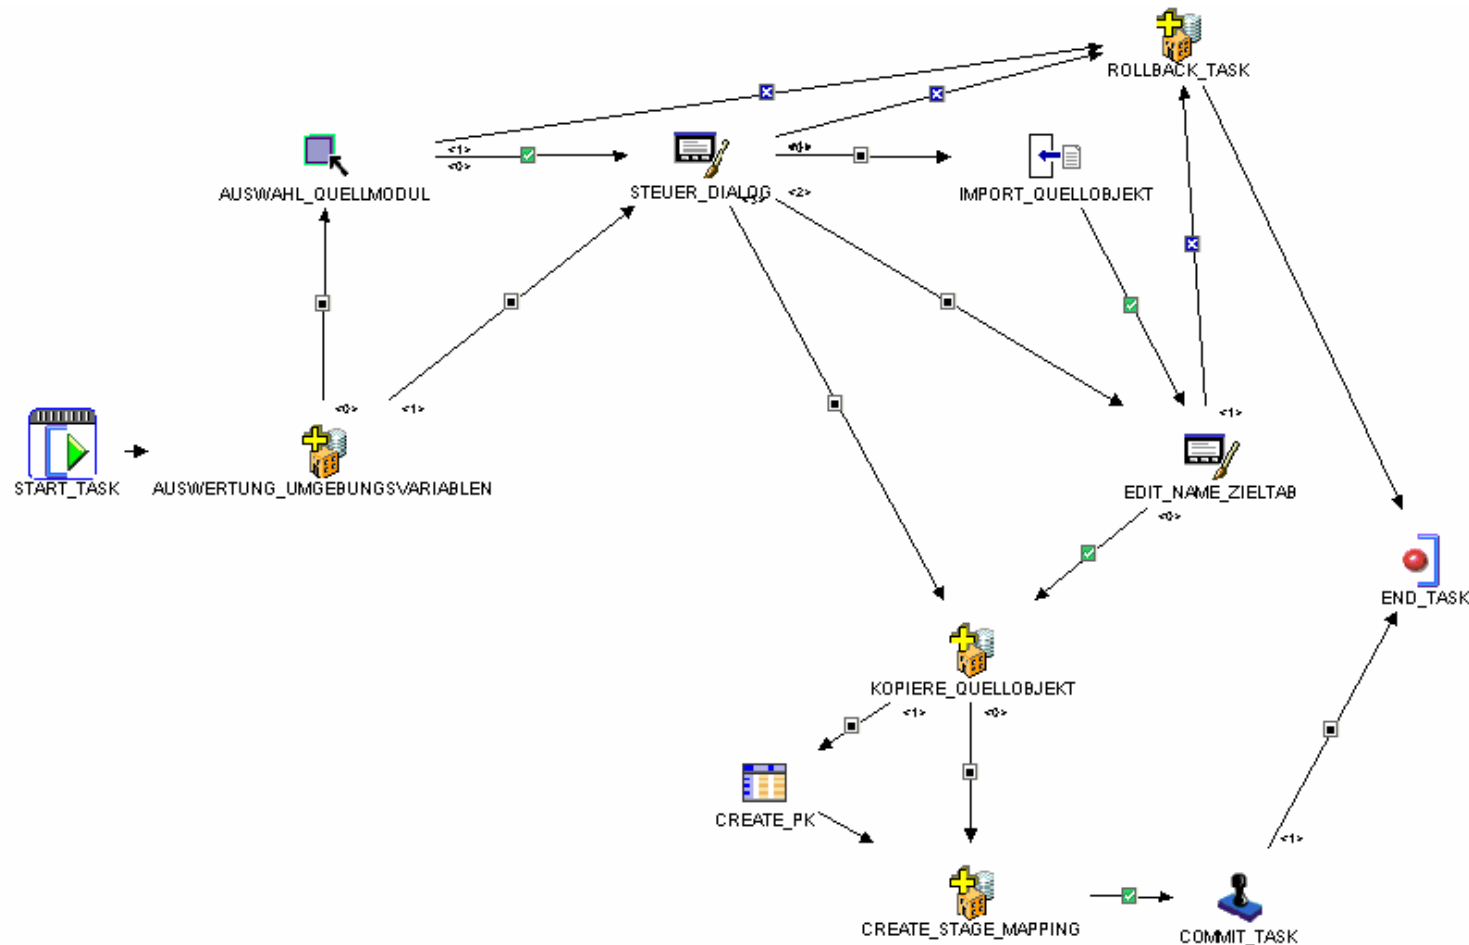 ROLLBACK_TASK
<1>
<0>
<2>
AUSWAHL_QUELLMODUL
STEUER_DIALOG
IMPORT_QUELLOBJEKT
<0>
<1>
<1>
START_TASK
AUSWERTUNG_UMGEBUNGSVARIABLEN
EDIT_NAME_ZIELTAB
<0>
END_TASK
KOPIERE_QUELLOBJEKT
<1>
<0>
CREATE_PK
<1>
CREATE_STAGE_MAPPING
COMMIT_TASK